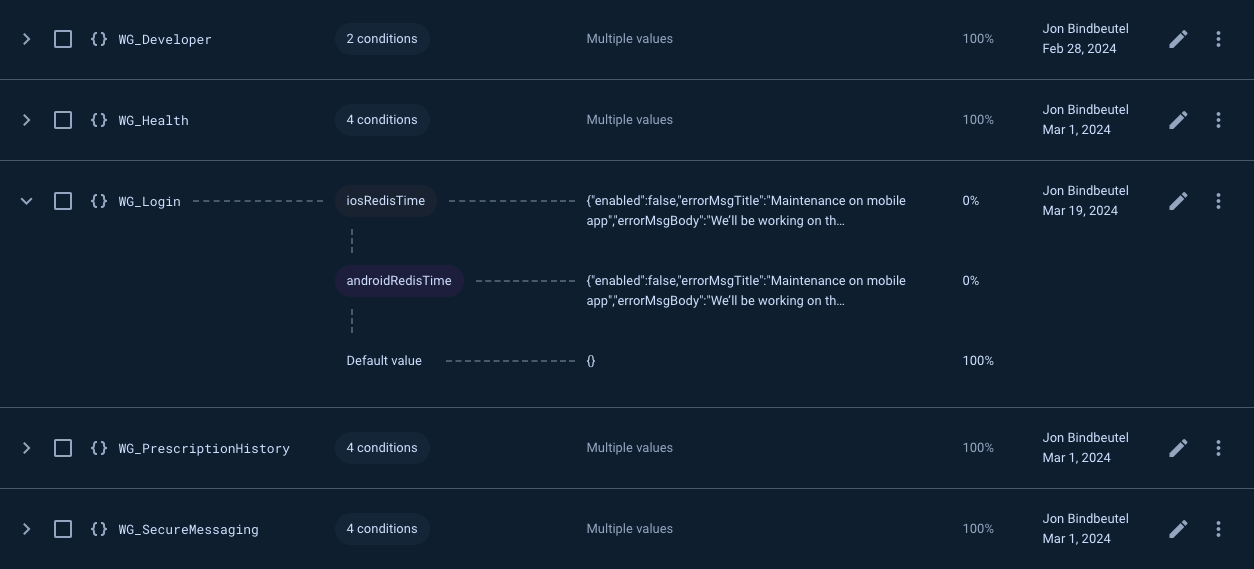 WG_Developer 2 conditions Multiple values 100% Jon Bindbeutel
Feb 28, 2024
WG_Health 4 conditions Multiple values 100% Jon Bindbeutel
Mar 1, 2024
WG_Login iosRedisTime {"enabled":false,"errorMsgTitle":"Maintenance on mobile 0% Jon Bindbeutel
app","errorMsgBody":"We’ll be working on th… Mar 19, 2024
androidRedisTime {"enabled":false,"errorMsgTitle":"Maintenance on mobile 0%
app","errorMsgBody":"We’ll be working on th…
Default value {} 100%
WG_PrescriptionHistory 4 conditions Multiple values 100% Jon Bindbeutel
Mar 1, 2024
WG_SecureMessaging 4 conditions Multiple values 100% Jon Bindbeutel
Mar 1, 2024